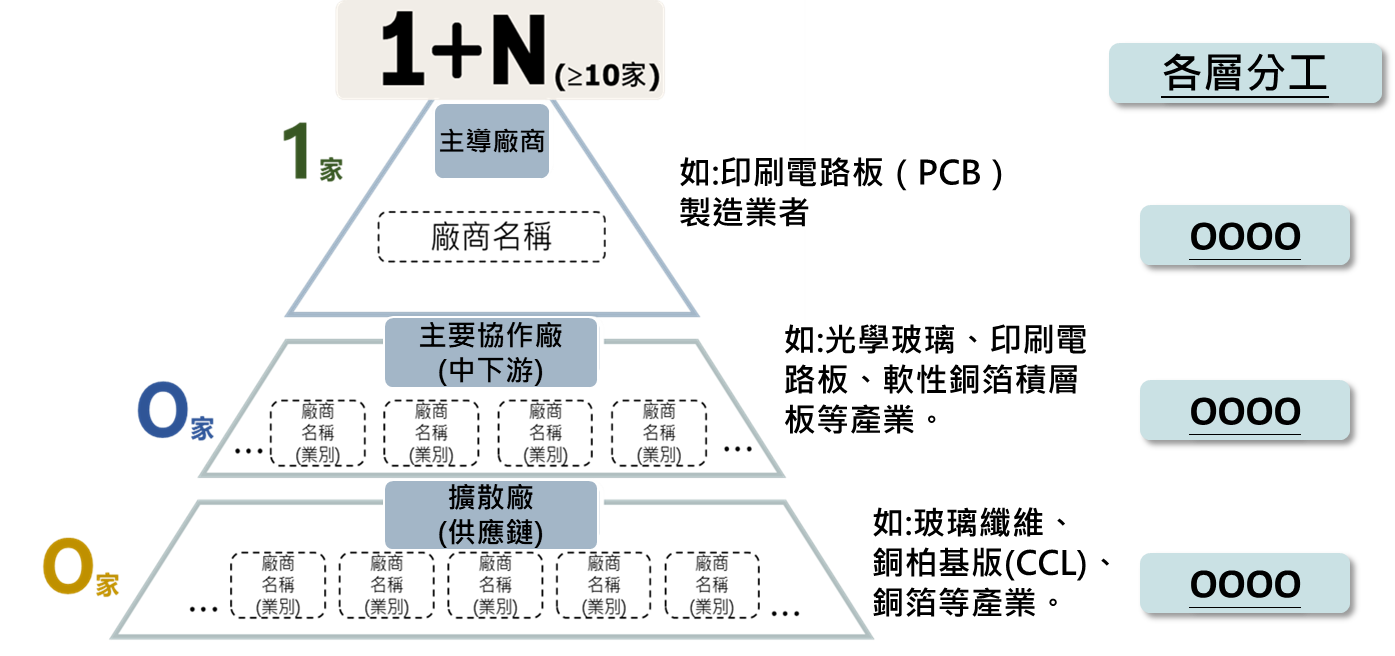 1+N(≥10家)
各層分工
主導廠商
1家
廠商名稱
如:印刷電路板（PCB）
製造業者
OOOO
主要協作廠
(中下游)
O家
… 廠商 廠商 廠商 廠商 …
名稱 名稱 名稱 名稱
(業別) (業別) (業別) (業別)
如:光學玻璃、印刷電
路板、軟性銅箔積層
板等產業。
OOOO
擴散廠
(供應鏈)
O家
… 廠商 廠商 廠商 廠商 廠商 …
名稱 名稱 名稱 名稱 名稱
(業別) (業別) (業別) (業別) (業別)
如:玻璃纖維、
銅柏基版(CCL)、
銅箔等產業。
OOOO